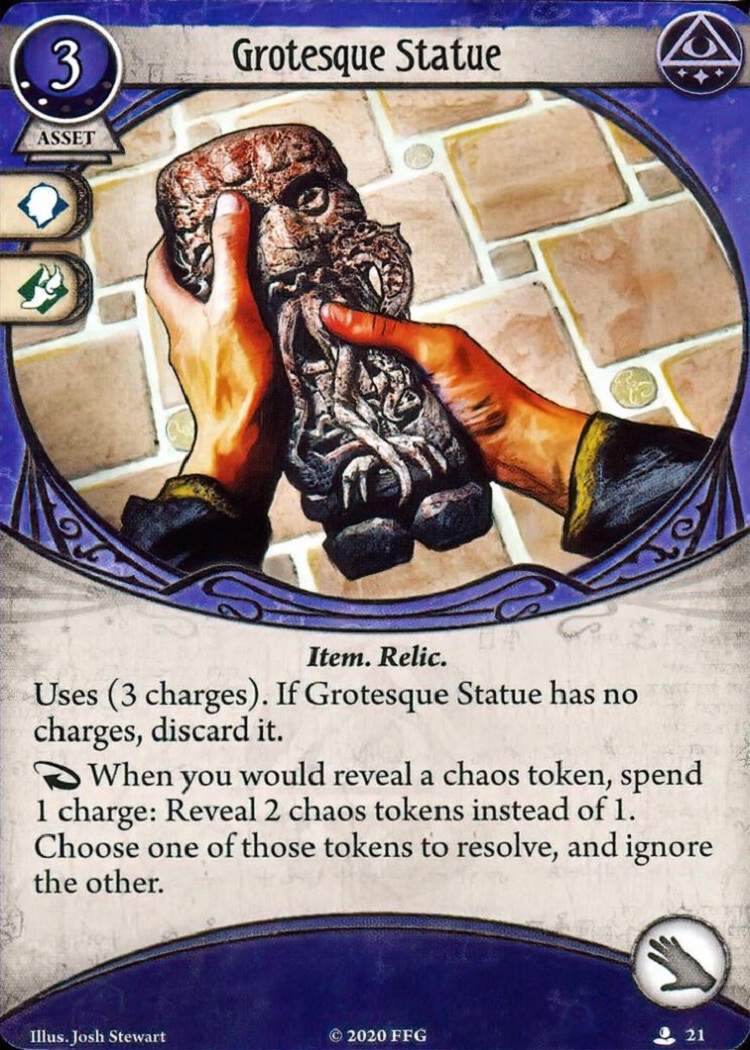 3
Grotesque Statue
ASSET
Item. Relic.
Uses (3 charges). If Grotesque Statue has no
charges, discard it.
When you would reveal a chaos token, spend
1 charge: Reveal 2 chaos tokens instead of 1.
Choose one of those tokens to resolve, and ignore
the other.
Illus. Josh Stewart
© 2020 FFG
21